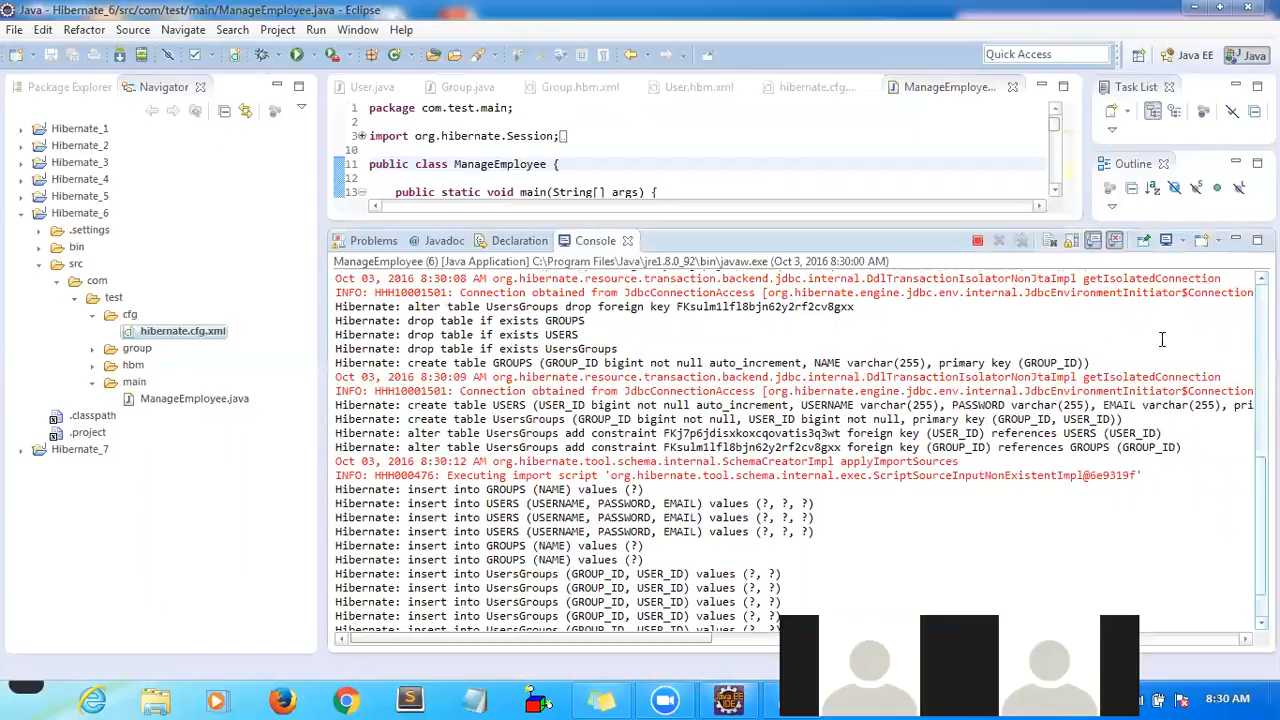 Java - Hibernate_6/src/com/test/main/ManageEmployee.java - Eclipse
File Edit Refactor Source Navigate Search Project Run Window Help
Quick Access
Java EE
Java
Package Explorer
Navigator
User.java
Group.java
Group.hbm.xml
User.hbm.xml
hibernate.cfg...
ManageEmploye...
Task List
Outline
Hibernate_1
Hibernate_2
Hibernate_3
Hibernate_4
Hibernate_5
Hibernate_6
.settings
bin
src
com
test
cfg
hibernate.cfg.xml
group
hbm
main
ManageEmployee.java
.classpath
.project
Hibernate_7
1 package com.test.main;
2
3 import org.hibernate.Session;
10
11 public class ManageEmployee {
12
13 public static void main(String[] args) {
Problems
Javadoc
Declaration
Console
ManageEmployee (6) [Java Application] C:\Program Files\Java\jre1.8.0_92\bin\javaw.exe (Oct 3, 2016 8:30:00 AM)
Oct 03, 2016 8:30:08 AM org.hibernate.resource.transaction.backend.jdbc.internal.DdlTransactionIsolatorNonJtaImpl getIsolatedConnection
INFO: HHH10001501: Connection obtained from JdbcConnectionAccess [org.hibernate.engine.jdbc.env.internal.JdbcEnvironmentInitiator$Connection
Hibernate: alter table UsersGroups drop foreign key FKsulm1lfl8bjn62y2rf2cv8gxx
Hibernate: drop table if exists GROUPS
Hibernate: drop table if exists USERS
Hibernate: drop table if exists UsersGroups
Hibernate: create table GROUPS (GROUP_ID bigint not null auto_increment, NAME varchar(255), primary key (GROUP_ID))
Oct 03, 2016 8:30:09 AM org.hibernate.resource.transaction.backend.jdbc.internal.DdlTransactionIsolatorNonJtaImpl getIsolatedConnection
INFO: HHH10001501: Connection obtained from JdbcConnectionAccess [org.hibernate.engine.jdbc.env.internal.JdbcEnvironmentInitiator$Connection
Hibernate: create table USERS (USER_ID bigint not null auto_increment, USERNAME varchar(255), PASSWORD varchar(255), EMAIL varchar(255), pri
Hibernate: create table UsersGroups (GROUP_ID bigint not null, USER_ID bigint not null, primary key (GROUP_ID, USER_ID))
Hibernate: alter table UsersGroups add constraint FKj7p6jdisxkoxcqovatis3q3wt foreign key (USER_ID) references USERS (USER_ID)
Hibernate: alter table UsersGroups add constraint FKsulm1lfl8bjn62y2rf2cv8gxx foreign key (GROUP_ID) references GROUPS (GROUP_ID)
Oct 03, 2016 8:30:12 AM org.hibernate.tool.schema.internal.SchemaCreatorImpl applyImportSources
INFO: HHH000476: Executing import script 'org.hibernate.tool.schema.internal.exec.ScriptSourceInputNonExistentImpl@6e9319f'
Hibernate: insert into GROUPS (NAME) values (?)
Hibernate: insert into USERS (USERNAME, PASSWORD, EMAIL) values (?, ?, ?)
Hibernate: insert into USERS (USERNAME, PASSWORD, EMAIL) values (?, ?, ?)
Hibernate: insert into USERS (USERNAME, PASSWORD, EMAIL) values (?, ?, ?)
Hibernate: insert into GROUPS (NAME) values (?)
Hibernate: insert into GROUPS (NAME) values (?)
Hibernate: insert into UsersGroups (GROUP_ID, USER_ID) values (?, ?)
Hibernate: insert into UsersGroups (GROUP_ID, USER_ID) values (?, ?)
Hibernate: insert into UsersGroups (GROUP_ID, USER_ID) values (?, ?)
Hibernate: insert into UsersGroups (GROUP_ID, USER_ID) values (?, ?)
Hibernate: insert into UsersGroups (GROUP_ID, USER_ID) values (?, ?)
Java EE
IDE
8:30 AM